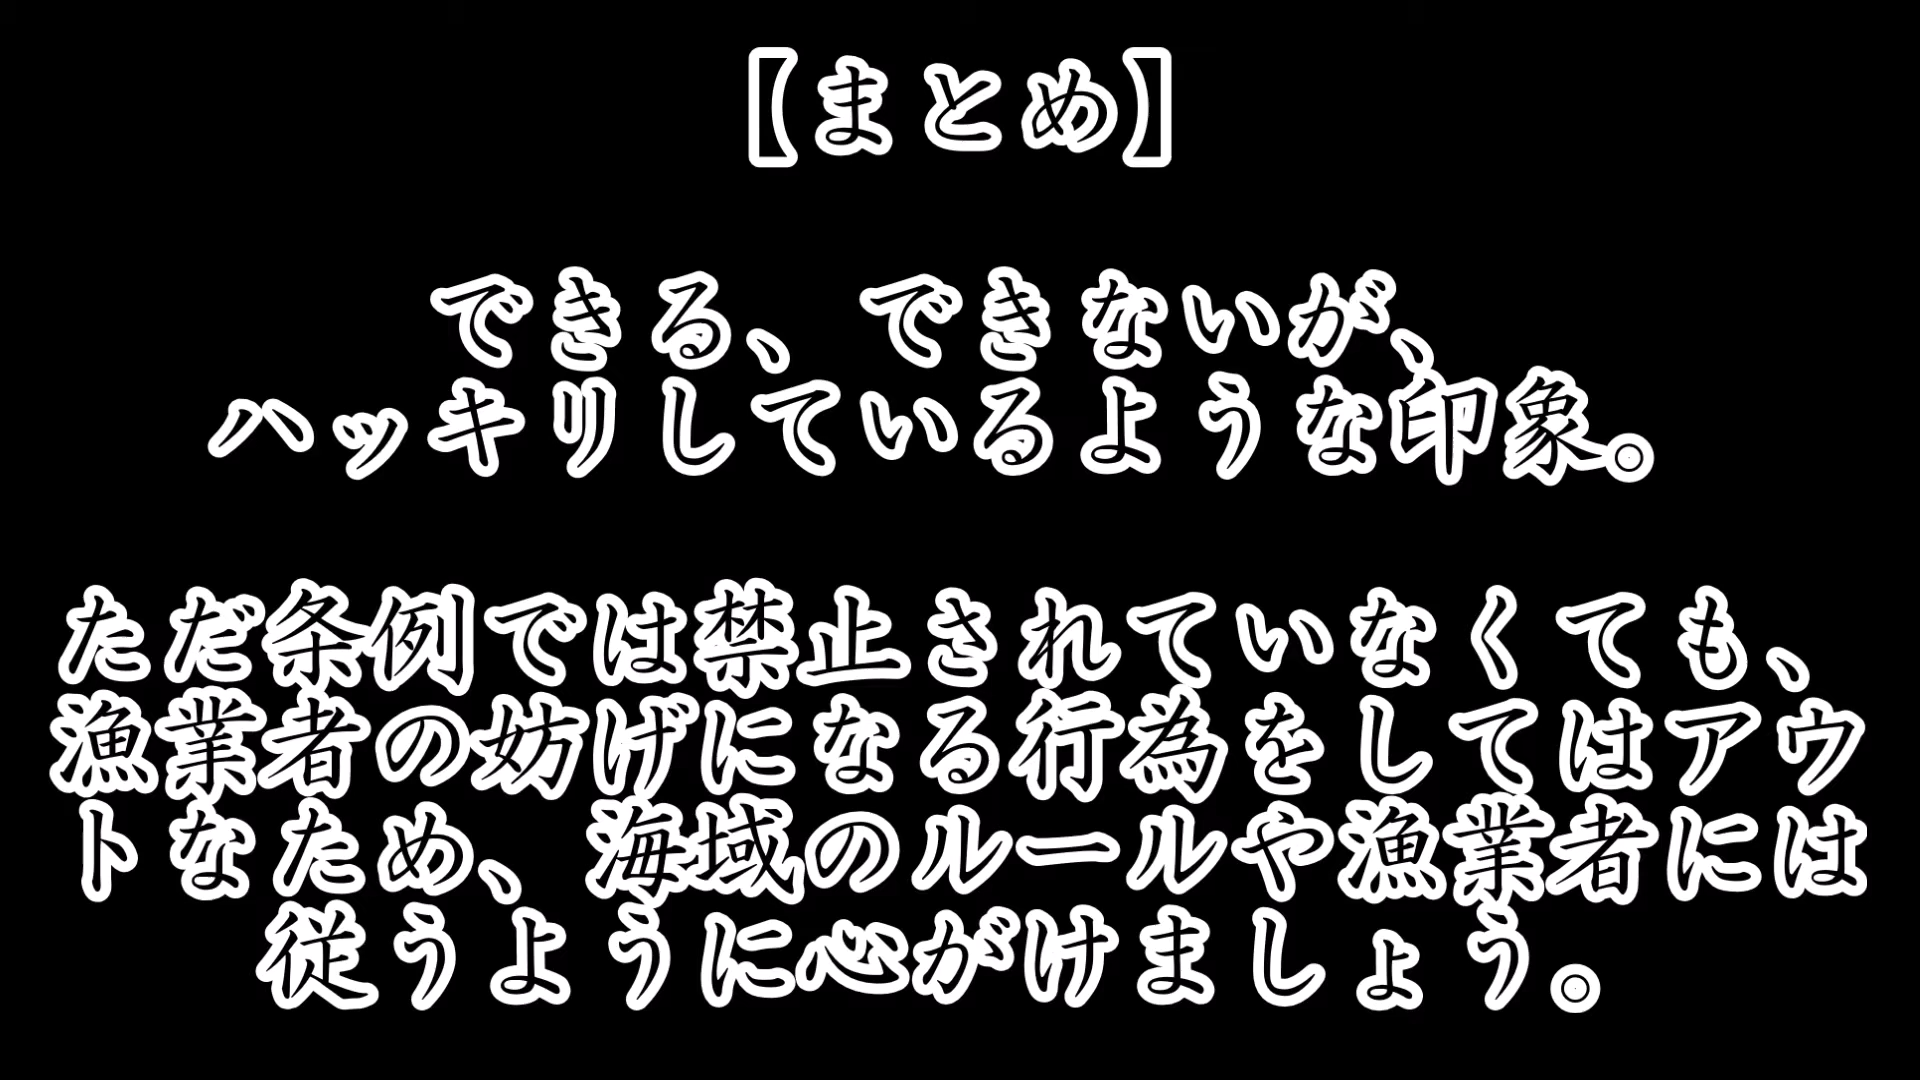 【まとめ】
できる、できないが、
ハッキリしているような印象。
ただ条例では禁止されていなくても、
漁業者の妨げになる行為をしてはアウ
トなため、海域のルールや漁業者には
従うように心がけましょう。